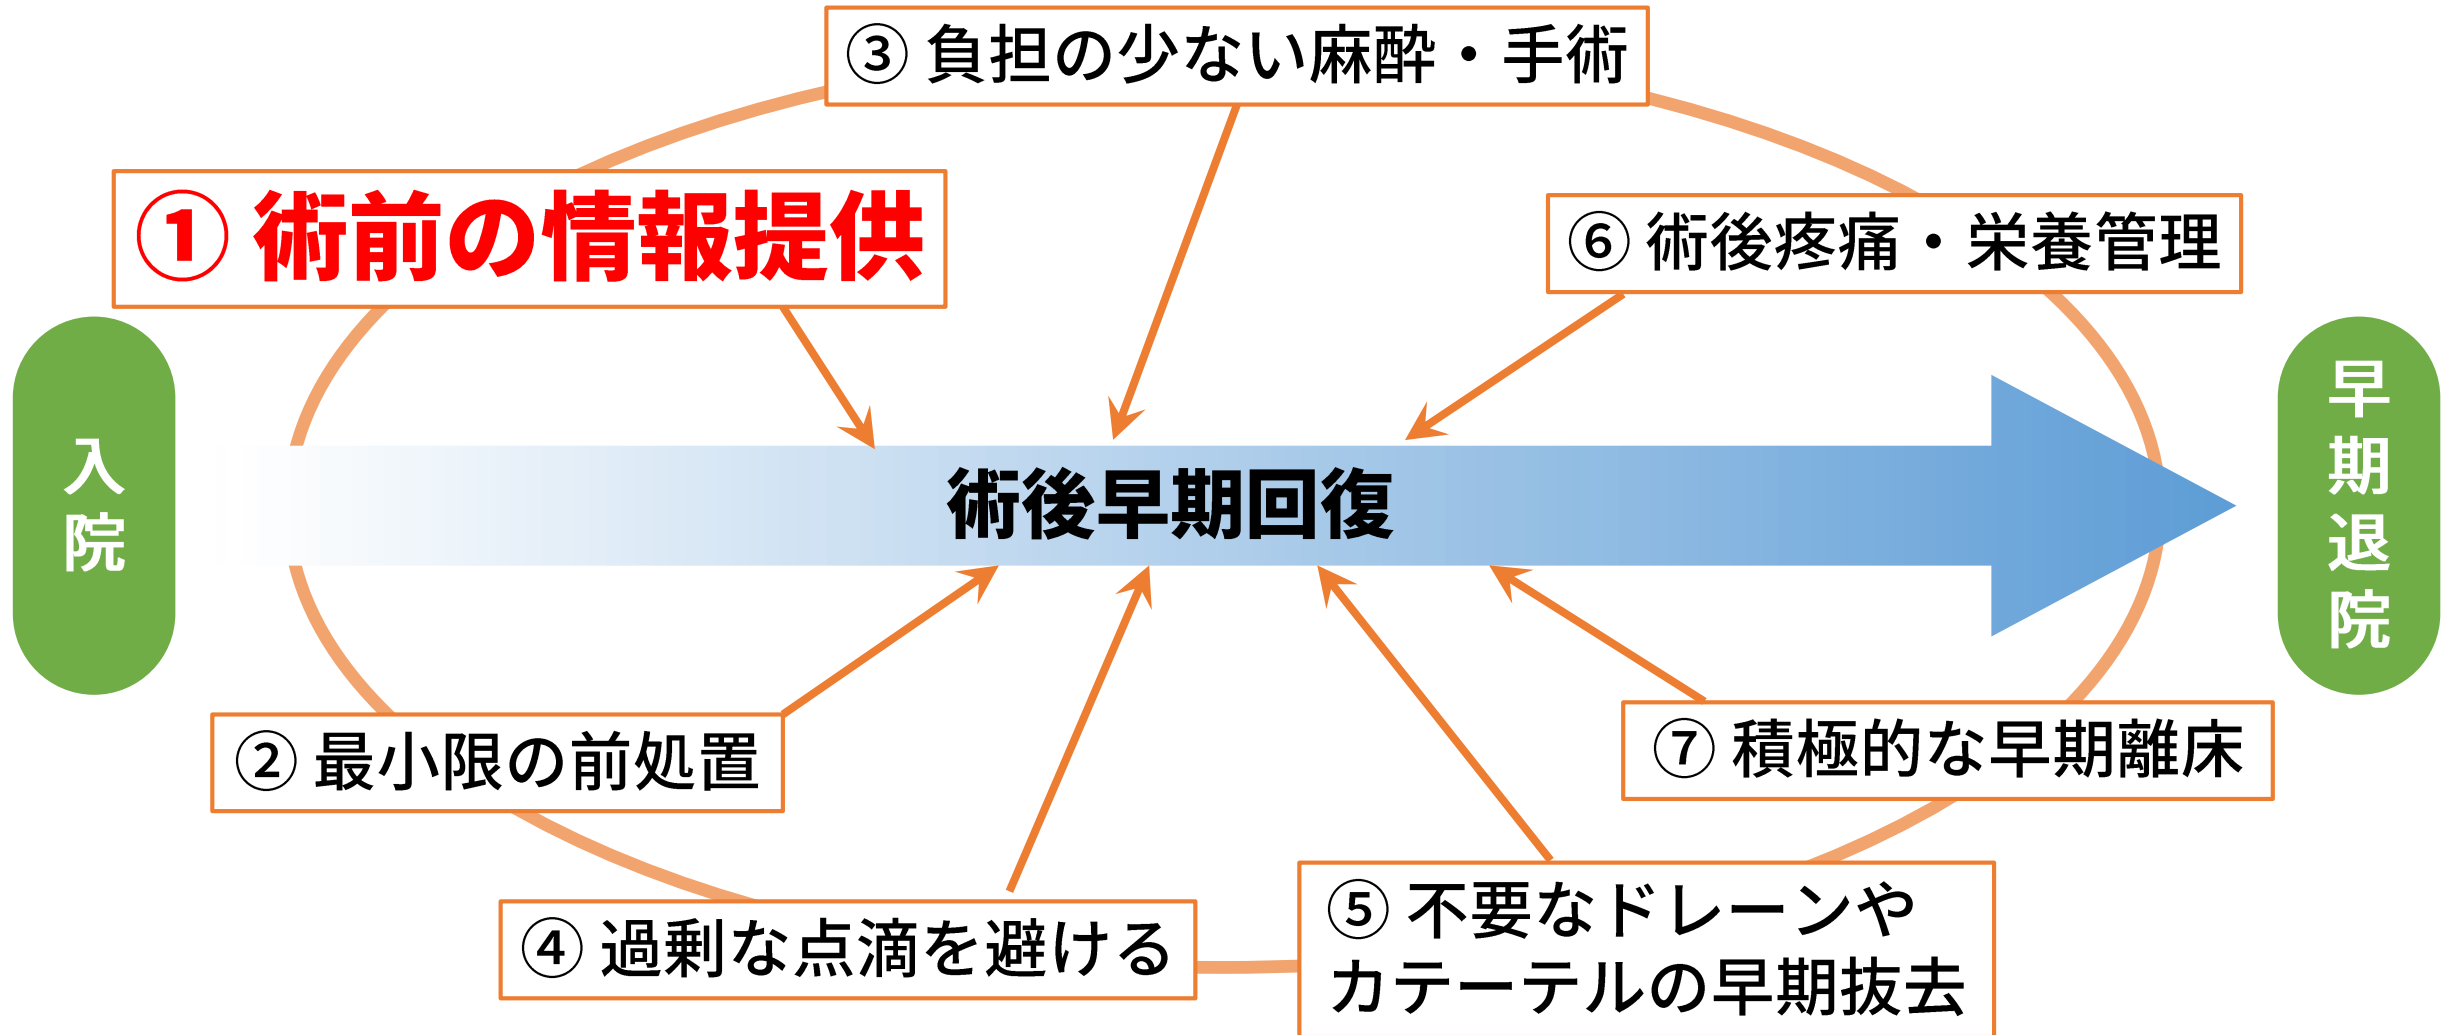 ③ 負担の少ない麻酔・手術
① 術前の情報提供
⑥ 術後疼痛・栄養管理
入院
術後早期回復
早期退院
② 最小限の前処置
⑦ 積極的な早期離床
④ 過剰な点滴を避ける
⑤ 不要なドレーンや
カテーテルの早期抜去